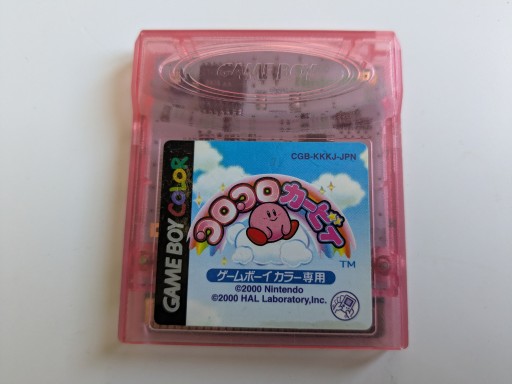 GAME BOY
GAME BOY COLOR
CGB-KKKJ-JPN
コロコロカービィ
TM
ゲームボーイカラー専用
©2000 Nintendo
©2000 HAL Laboratory,Inc.